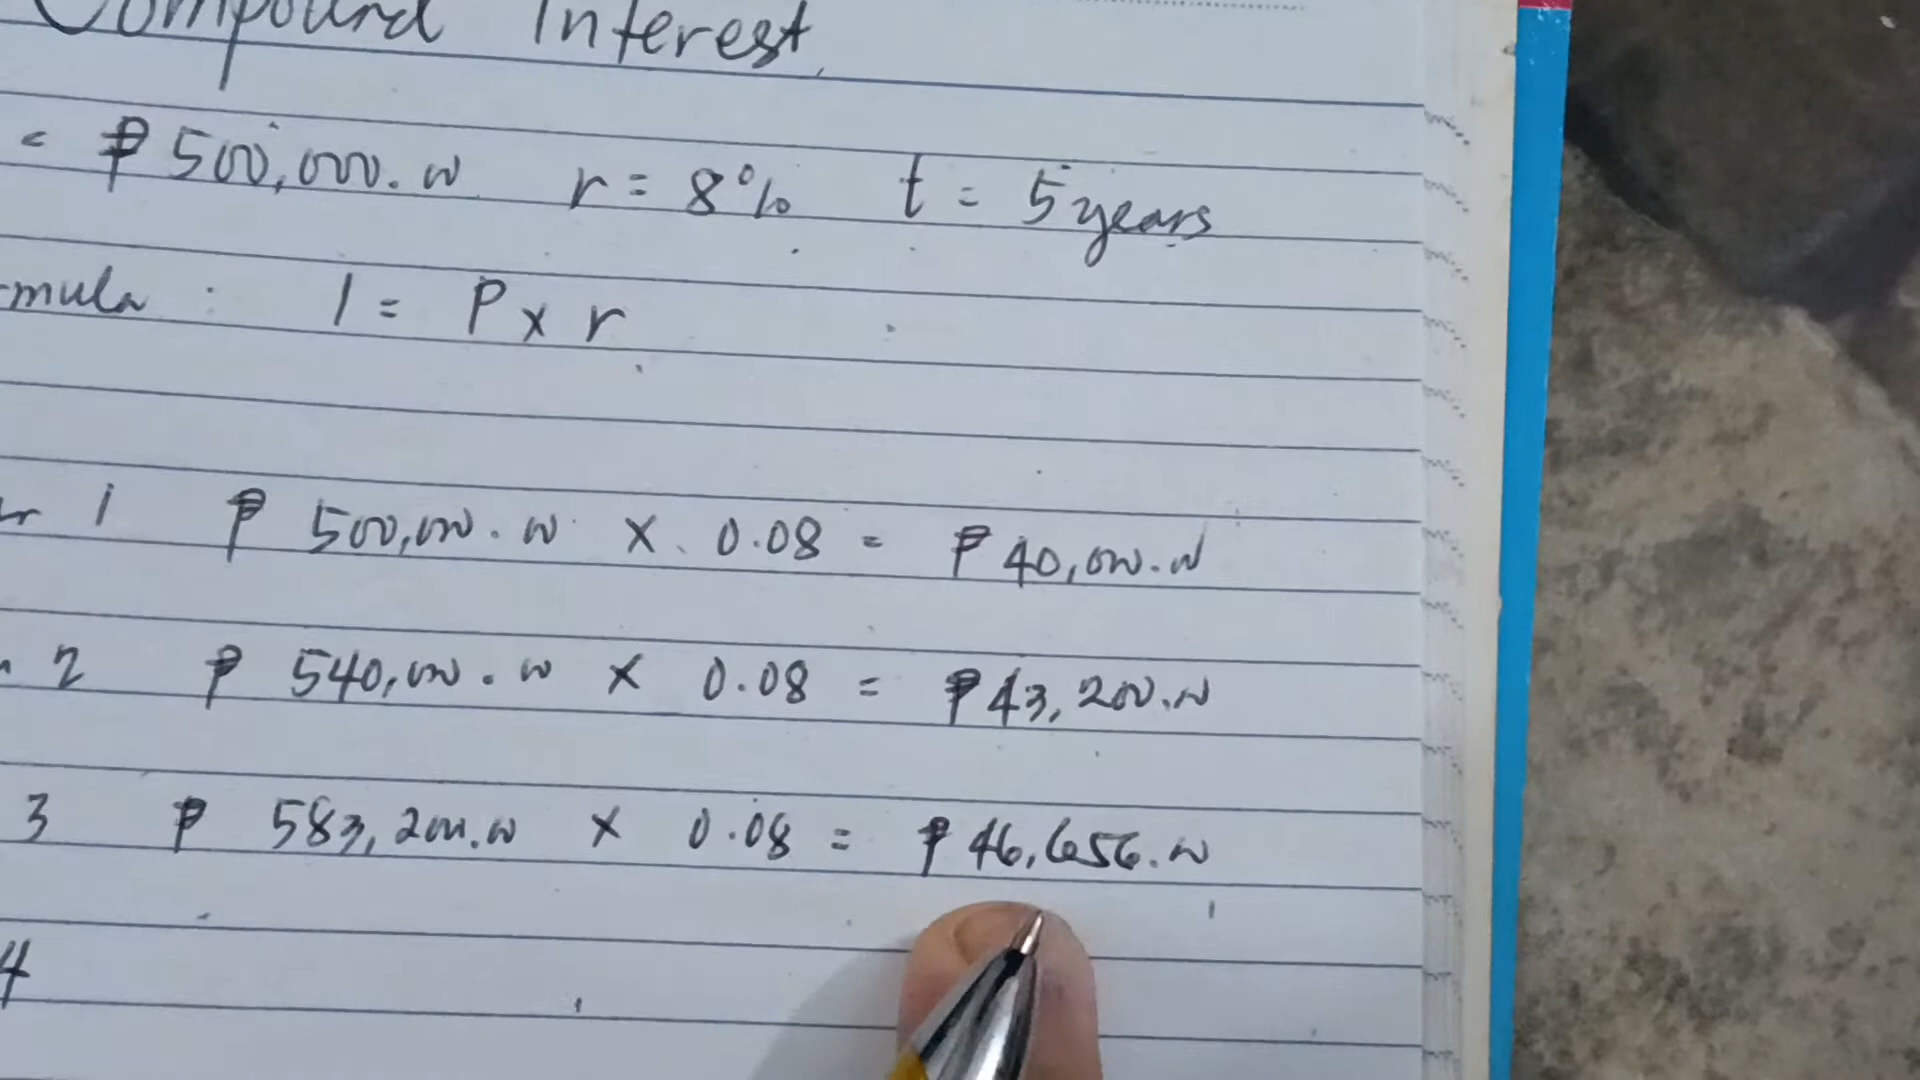 Compound Interest
= ₱ 500,000.00 r = 8% t = 5 years
mula : I = P x r
1 ₱ 500,000.00 x 0.08 = ₱ 40,000.00
2 ₱ 540,000.00 x 0.08 = ₱ 43,200.00
3 ₱ 583,200.00 x 0.08 = ₱ 46,656.00
4